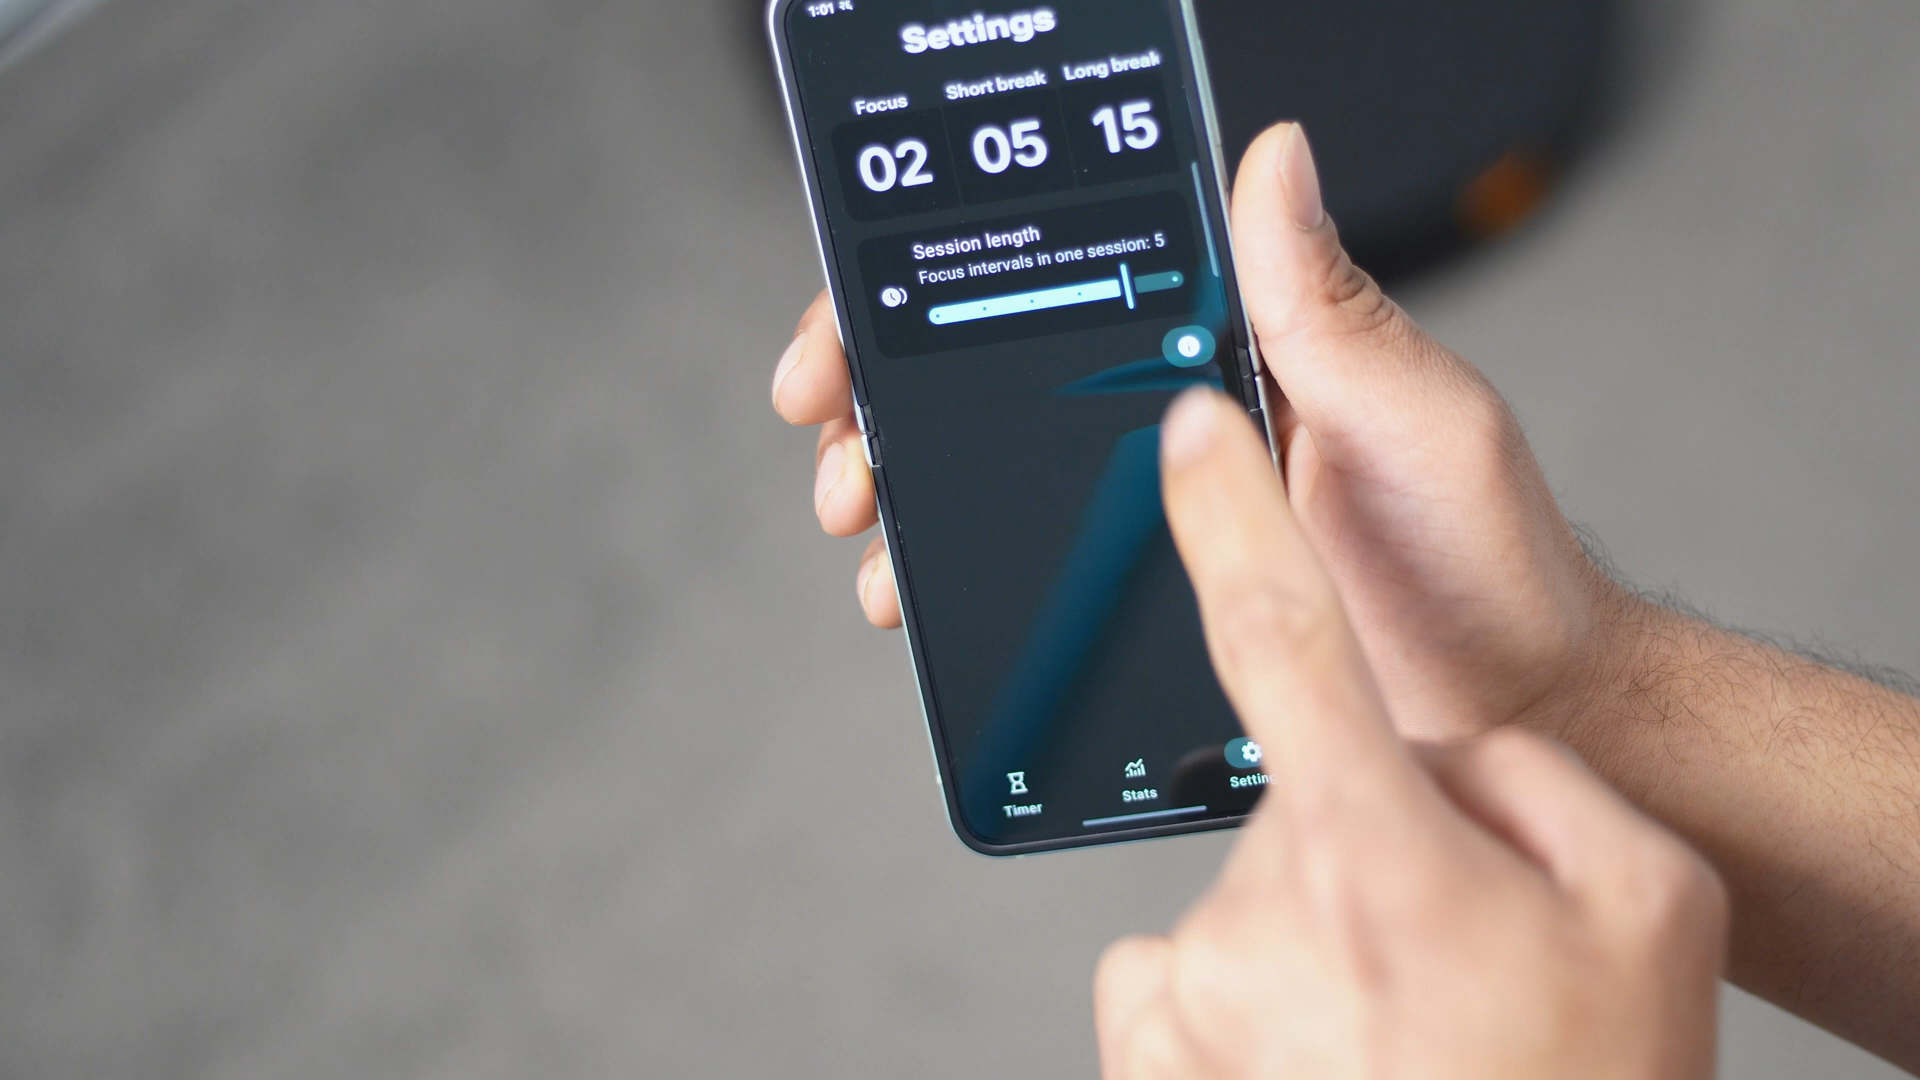 1:01
Settings
Focus Short break Long break
02 05 15
Session length
Focus intervals in one session: 5
Timer Stats Settin